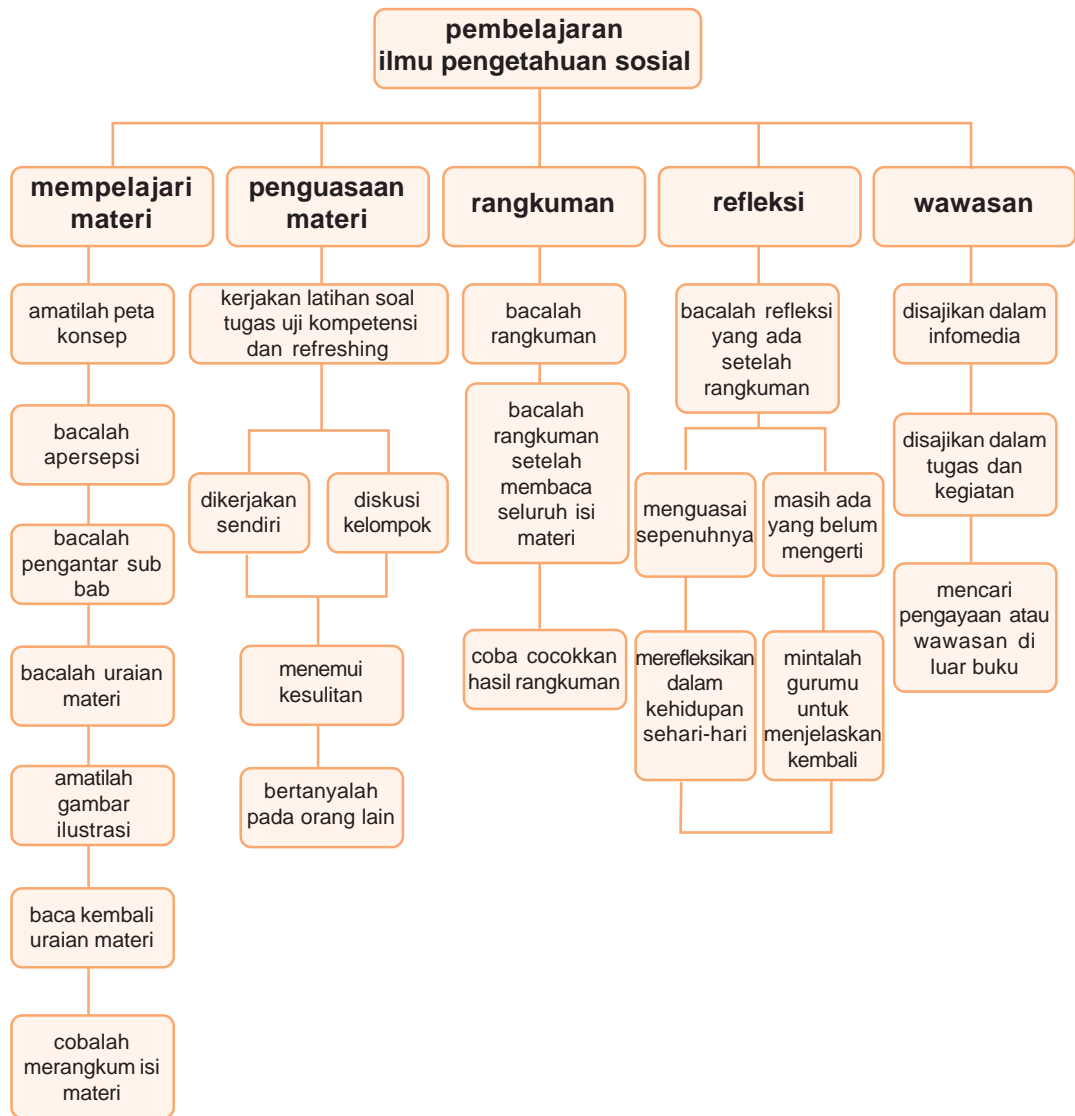 pembelajaran
ilmu pengetahuan sosial
mempelajari
materi
amatilah peta
konsep
bacalah
apersepsi
bacalah
pengantar sub
bab
bacalah uraian
materi
amatilah
gambar
ilustrasi
baca kembali
uraian materi
cobalah
merangkum isi
materi
penguasaan
materi
kerjakan latihan soal
tugas uji kompetensi
dan refreshing
dikerjakan
sendiri
diskusi
kelompok
menemui
kesulitan
bertanyalah
pada orang lain
rangkuman
bacalah
rangkuman
bacalah
rangkuman
setelah
membaca
seluruh isi
materi
coba cocokkan
hasil rangkuman
refleksi
bacalah refleksi
yang ada
setelah
rangkuman
menguasai
sepenuhnya
masih ada
yang belum
mengerti
merefleksikan
dalam
kehidupan
sehari-hari
mintalah
gurumu
untuk
menjelaskan
kembali
wawasan
disajikan dalam
infomedia
disajikan dalam
tugas dan
kegiatan
mencari
pengayaan atau
wawasan di
luar buku